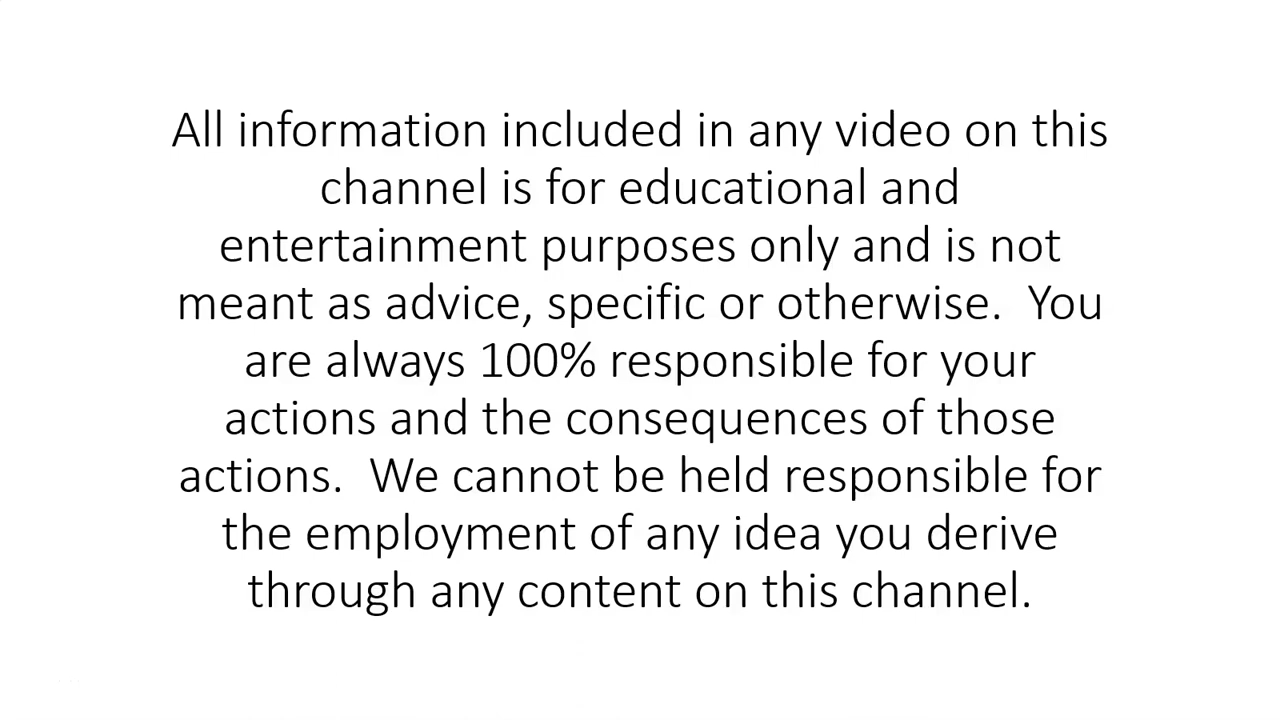 All information included in any video on this
channel is for educational and
entertainment purposes only and is not
meant as advice, specific or otherwise.  You
are always 100% responsible for your
actions and the consequences of those
actions.  We cannot be held responsible for
the employment of any idea you derive
through any content on this channel.